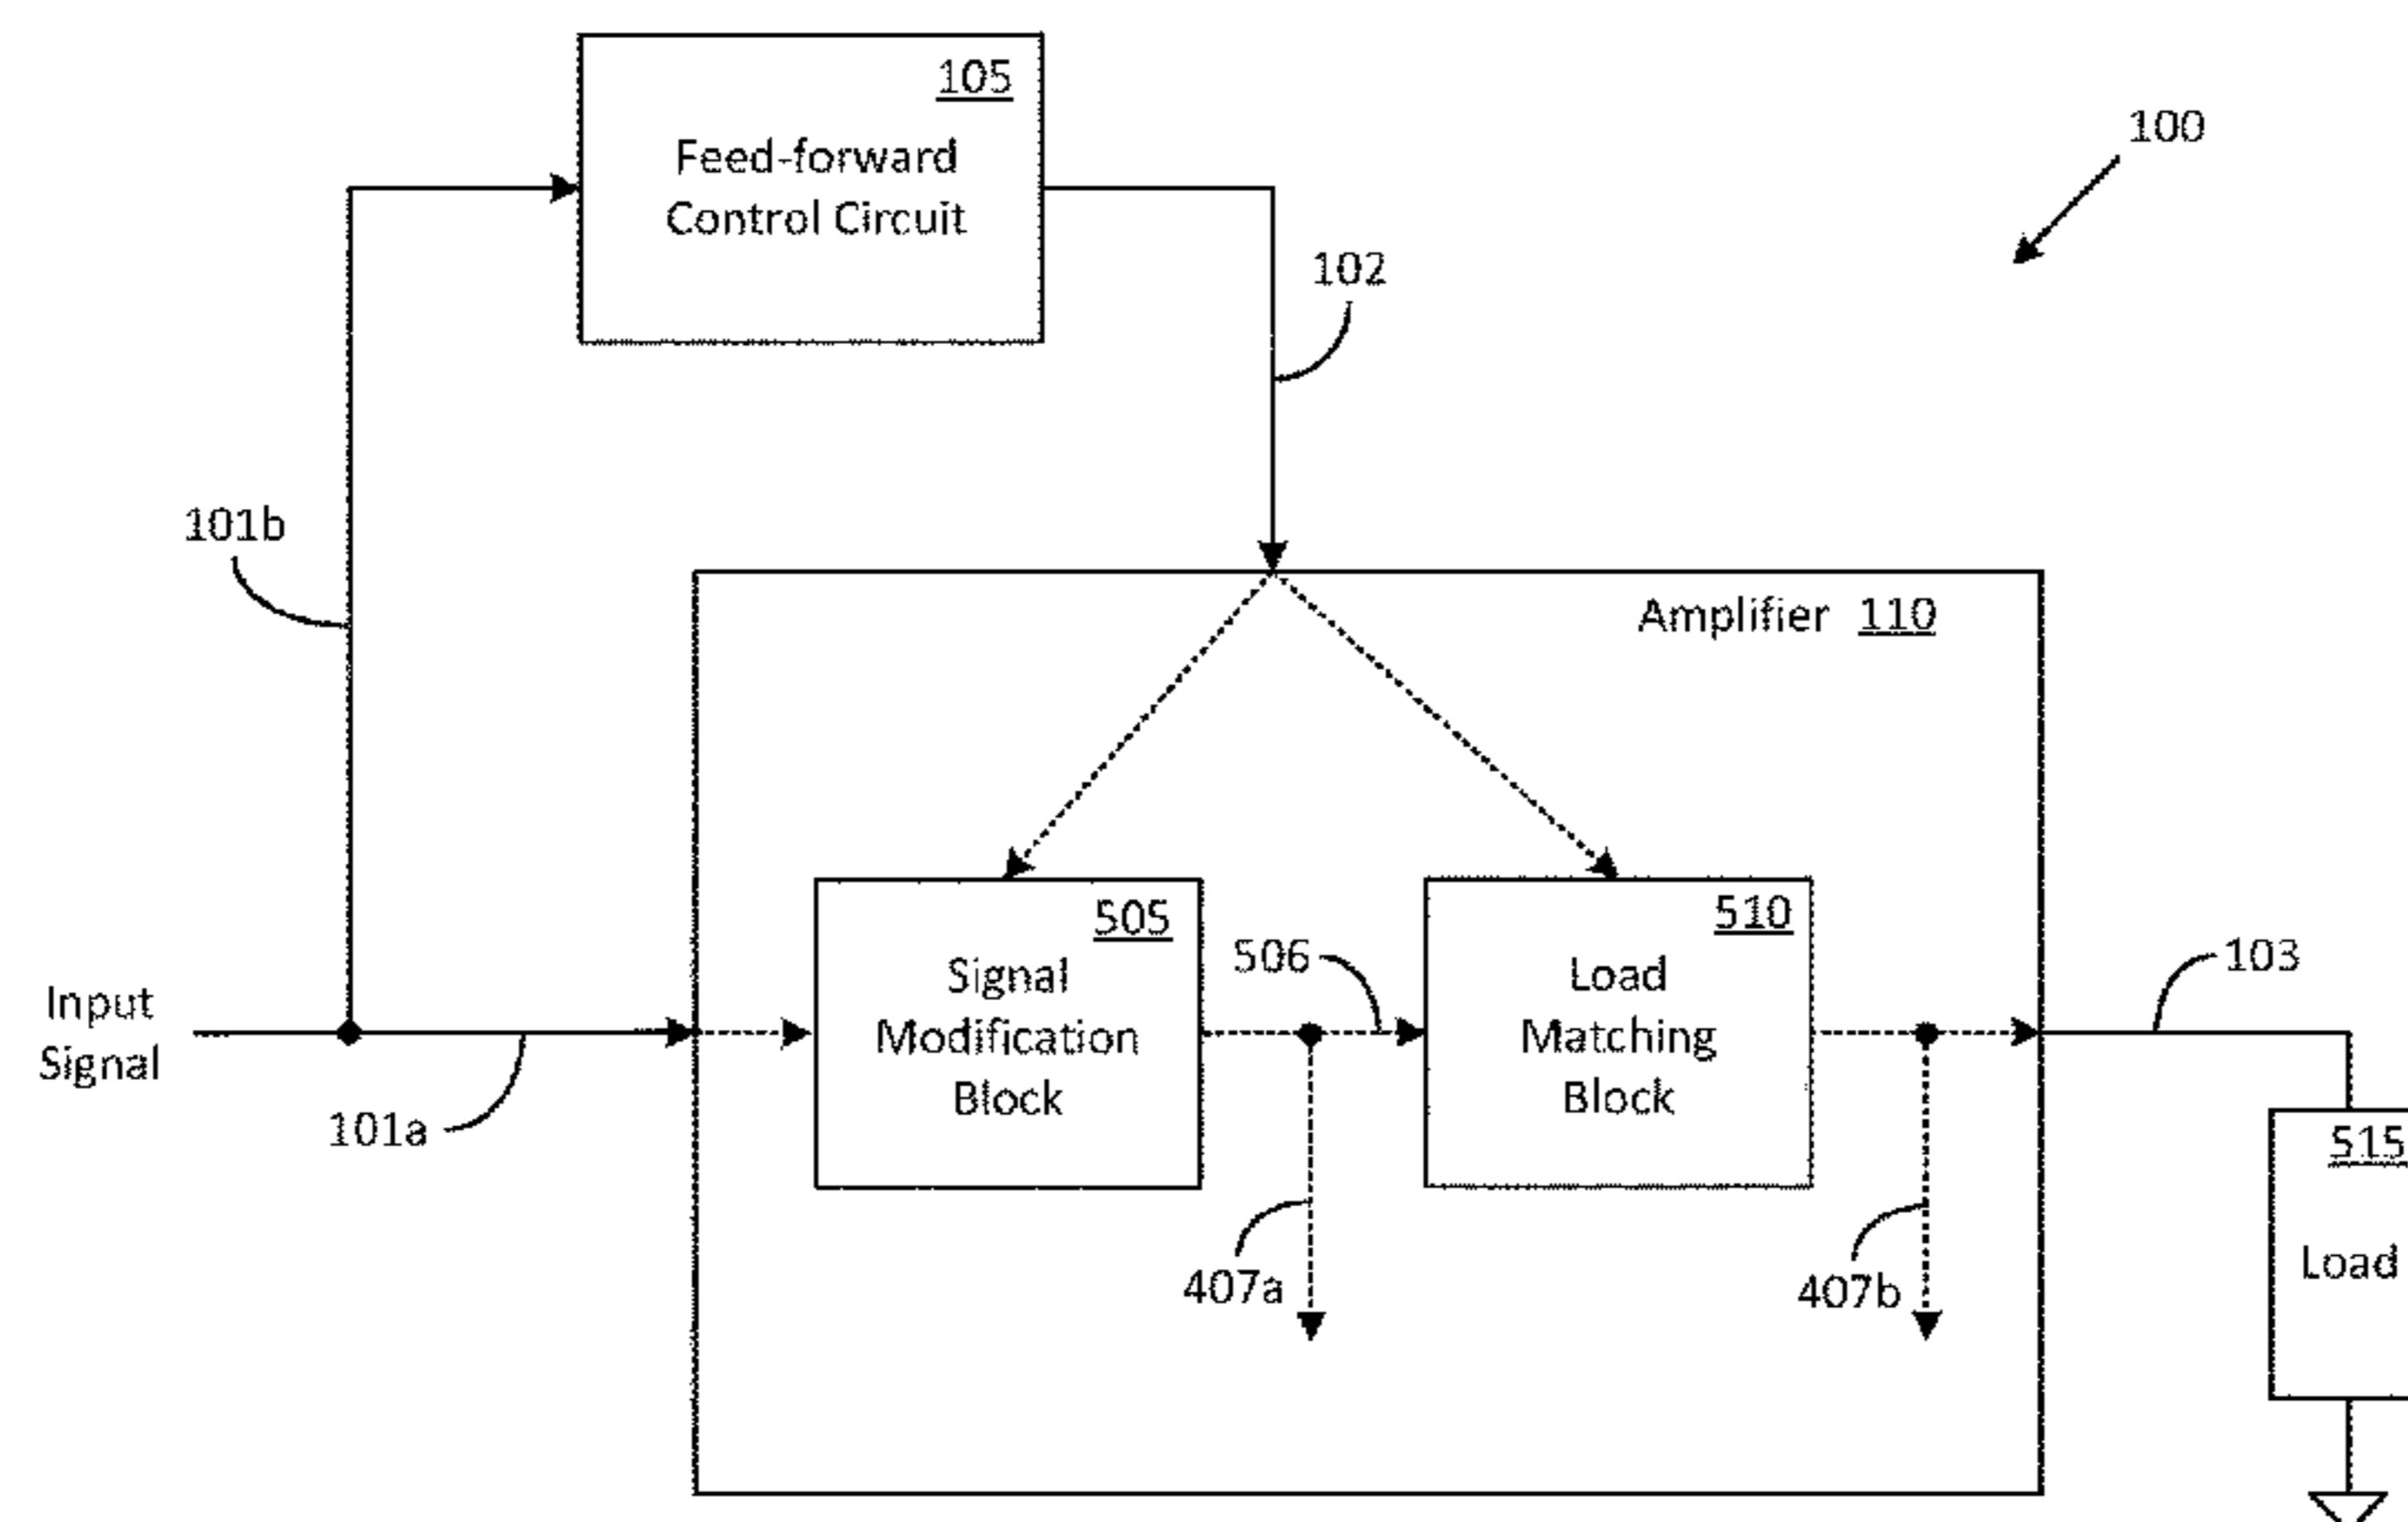 105
Feed-forward
Control Circuit
100
102
101b
Amplifier 110
505
Signal
Modification
Block
506
510
Load
Matching
Block
103
Input
Signal
101a
407a
407b
515
Load